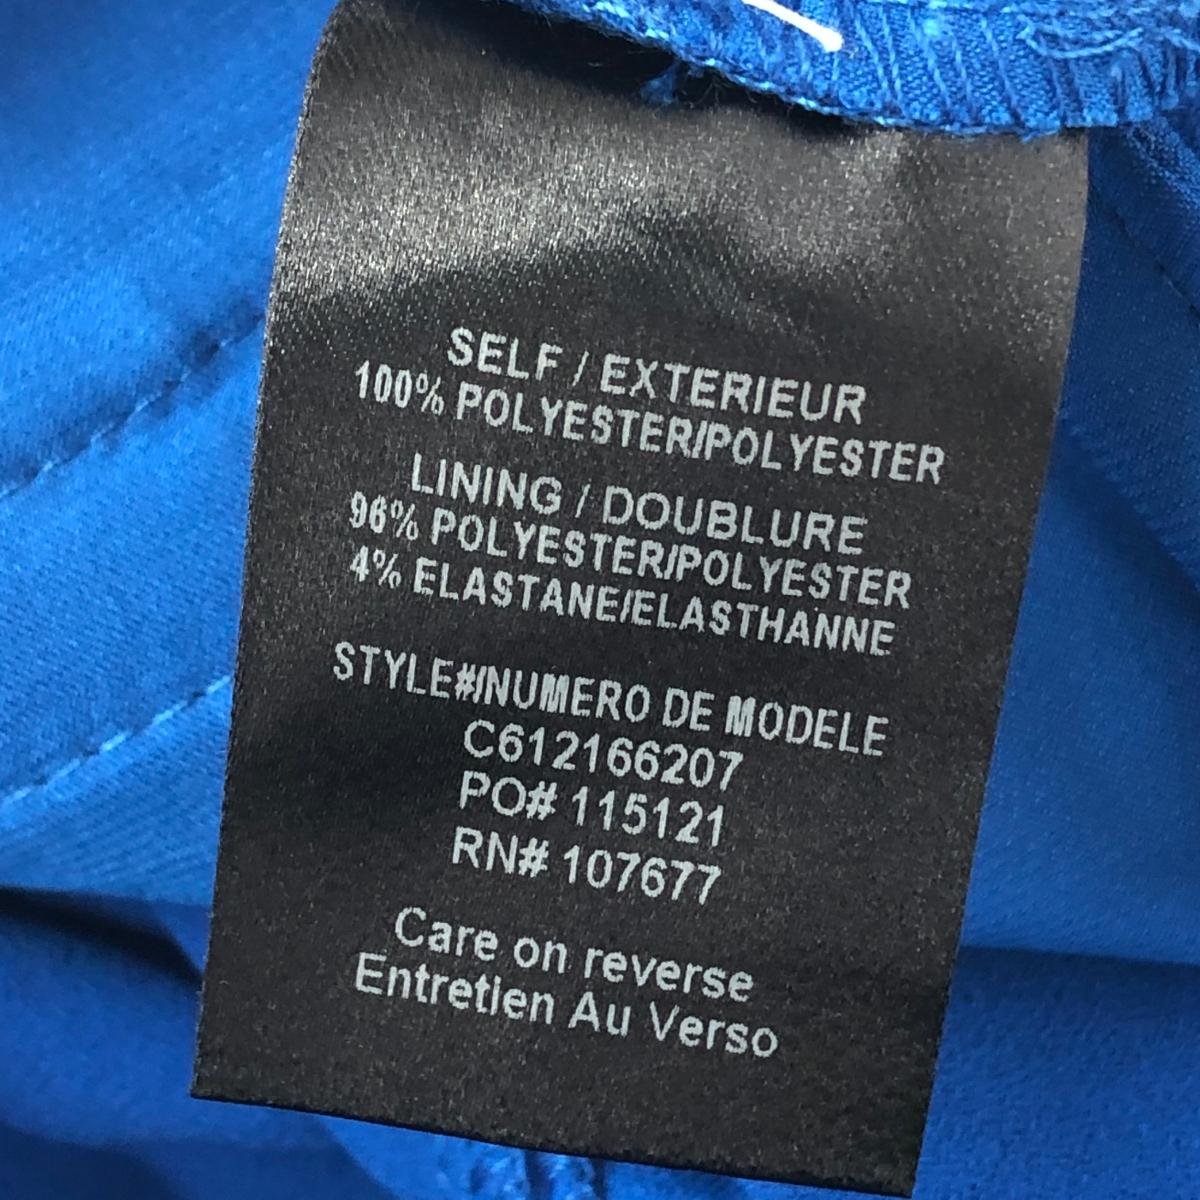 SELF / EXTERIEUR
100% POLYESTER/POLYESTER
LINING / DOUBLURE
96% POLYESTER/POLYESTER
4% ELASTANE/ELASTHANNE
STYLE#/NUMERO DE MODELE
C612166207
PO# 115121
RN# 107677
Care on reverse
Entretien Au Verso